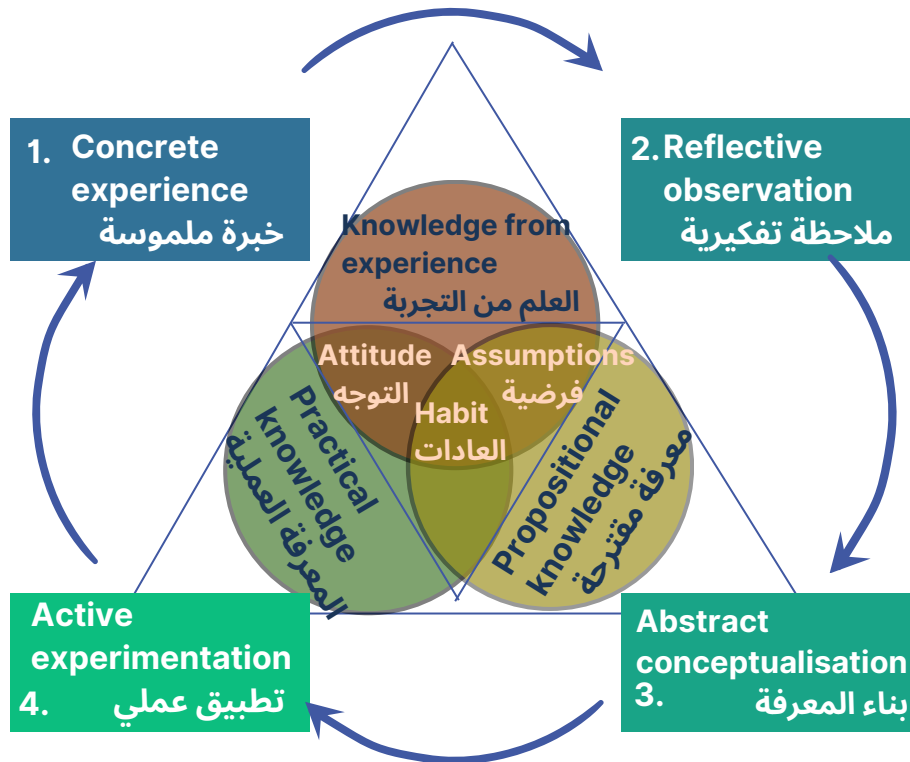 1. Concrete
experience
خبرة ملموسة
2. Reflective
observation
ملاحظة تفكيرية
Knowledge from
experience
العلم من التجربة
Attitude
التوجه
Assumptions
فرضية
Habit
العادات
Practical
knowledge
المعرفة العملية
Propositional
knowledge
معرفة مقترحة
Abstract
conceptualisation
3. بناء المعرفة
Active
experimentation
4. تطبيق عملي